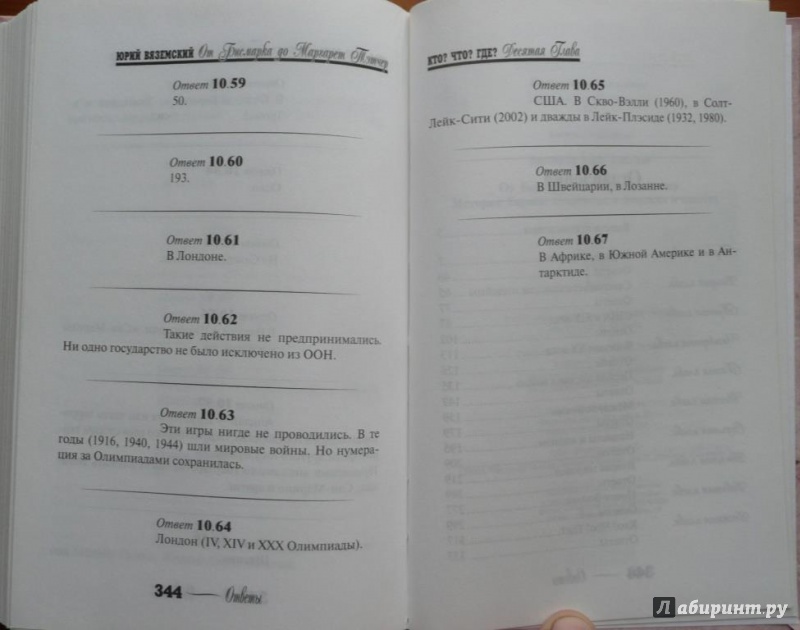 ЮРИЙ ВЯЗЕМСКИЙ От Бисмарка до Маргарет Тэтчер
Ответ 10.59
50.
Ответ 10.60
193.
Ответ 10.61
В Лондоне.
Ответ 10.62
Такие действия не предпринимались.
Ни одно государство не было исключено из ООН.
Ответ 10.63
Эти игры нигде не проводились. В те
годы (1916, 1940, 1944) шли мировые войны. Но нумера-
ция за Олимпиадами сохранилась.
Ответ 10.64
Лондон (IV, XIV и XXX Олимпиады).
344 Ответы
КТО? ЧТО? ГДЕ? Десятая Глава
Ответ 10.65
США. В Скво-Вэлли (1960), в Солт-
Лейк-Сити (2002) и дважды в Лейк-Плэсиде (1932, 1980).
Ответ 10.66
В Швейцарии, в Лозанне.
Ответ 10.67
В Африке, в Южной Америке и в Ан-
тарктиде.
Лабиринт.ру